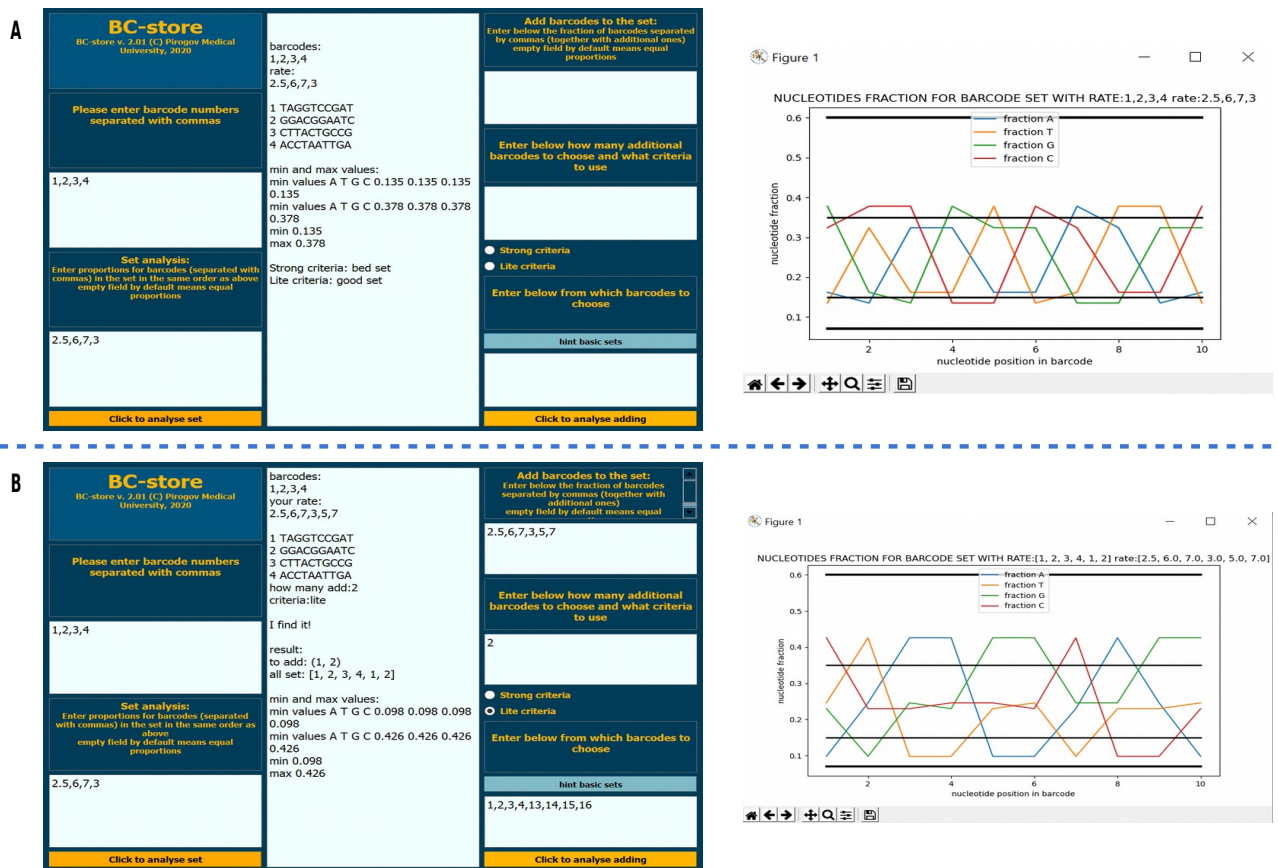 A
BC-store
BC-store v. 2.01 (C) Pirogov Medical
University, 2020
Please enter barcode numbers
separated with commas
1,2,3,4
Set analysis:
Enter proportions for barcodes (separated with
commas) in the set in the same order as above
empty field by default means equal
proportions
2.5,6,7,3
Click to analyse set
barcodes:
1,2,3,4
rate:
2.5,6,7,3
1 TAGGTCCGAT
2 GGACGGAATC
3 CTTACTGCCG
4 ACCTAATTGA
min and max values:
min values A T G C 0.135 0.135 0.135
0.135
min values A T G C 0.378 0.378 0.378
0.378
min 0.135
max 0.378
Strong criteria: bed set
Lite criteria: good set
Add barcodes to the set:
Enter below the fraction of barcodes separated
by commas (together with additional ones)
empty field by default means equal
proportions
Enter below how many additional
barcodes to choose and what criteria
to use
Strong criteria
Lite criteria
Enter below from which barcodes to
choose
hint basic sets
Click to analyse adding
Figure 1
NUCLEOTIDES FRACTION FOR BARCODE SET WITH RATE:1,2,3,4 rate:2.5,6,7,3
fraction A
fraction T
fraction G
fraction C
0.6
0.5
0.4
0.3
0.2
0.1
nucleotide fraction
2 4 6 8 10
nucleotide position in barcode
B
BC-store
BC-store v. 2.01 (C) Pirogov Medical
University, 2020
Please enter barcode numbers
separated with commas
1,2,3,4
Set analysis:
Enter proportions for barcodes (separated
with commas) in the set in the same order as
above
empty field by default means equal
proportions
2.5,6,7,3
Click to analyse set
barcodes:
1,2,3,4
your rate:
2.5,6,7,3,5,7
1 TAGGTCCGAT
2 GGACGGAATC
3 CTTACTGCCG
4 ACCTAATTGA
how many add:2
criteria:lite
I find it!
result:
to add: (1, 2)
all set: [1, 2, 3, 4, 1, 2]
min and max values:
min values A T G C 0.098 0.098 0.098
0.098
min values A T G C 0.426 0.426 0.426
0.426
min 0.098
max 0.426
Add barcodes to the set:
Enter below the fraction of barcodes
separated by commas (together with
additional ones)
empty field by default means equal
2.5,6,7,3,5,7
Enter below how many additional
barcodes to choose and what criteria
to use
2
Strong criteria
Lite criteria
Enter below from which barcodes to
choose
hint basic sets
1,2,3,4,13,14,15,16
Click to analyse adding
Figure 1
NUCLEOTIDES FRACTION FOR BARCODE SET WITH RATE:[1, 2, 3, 4, 1, 2] rate:[2.5, 6.0, 7.0, 3.0, 5.0, 7.0]
fraction A
fraction T
fraction G
fraction C
0.6
0.5
0.4
0.3
0.2
0.1
nucleotide fraction
2 4 6 8 10
nucleotide position in barcode